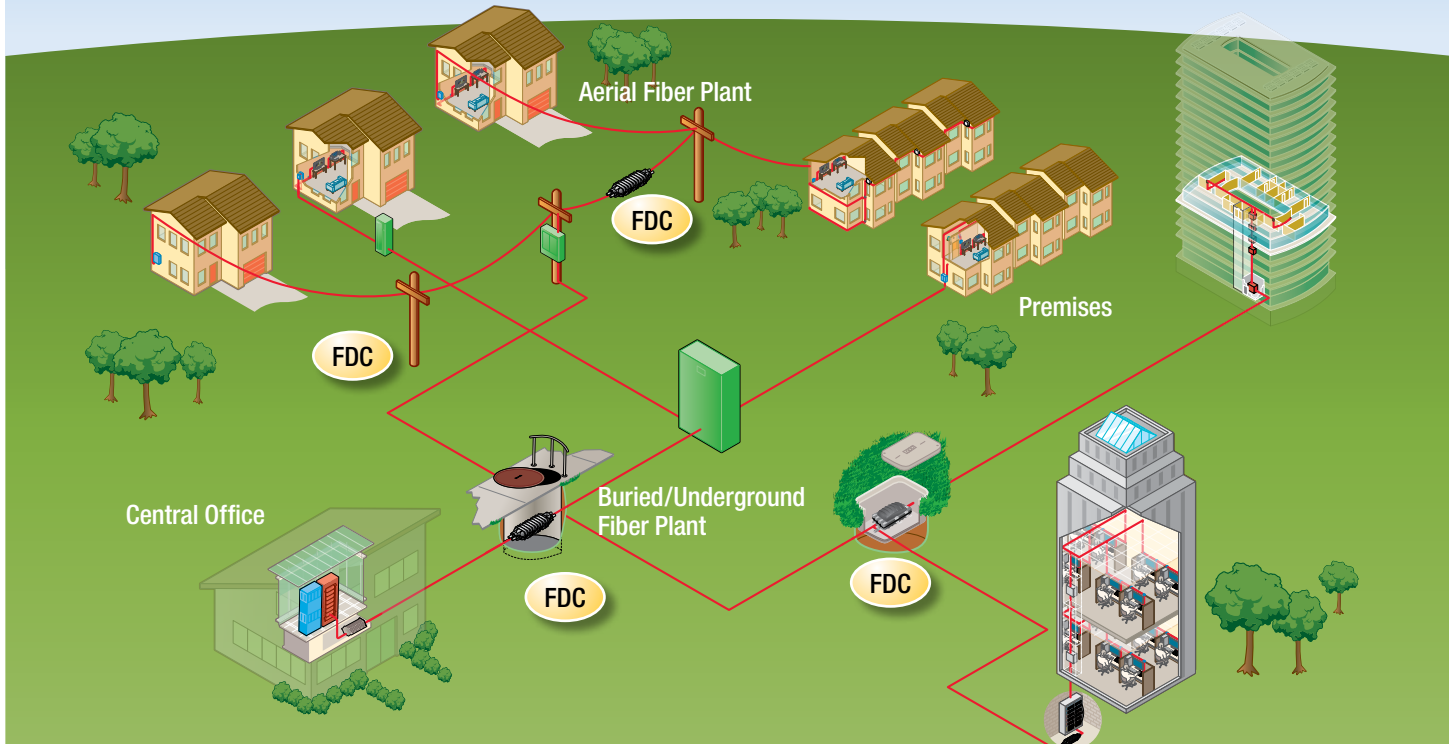 Aerial Fiber Plant
FDC
Premises
FDC
Central Office
Buried/Underground
Fiber Plant
FDC
FDC